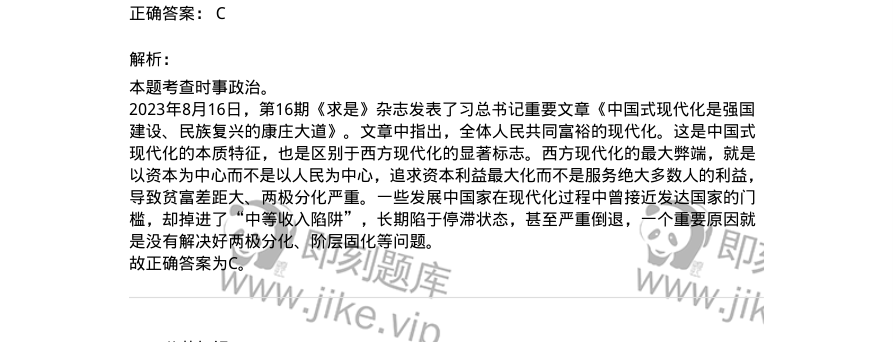 正确答案： C
解析：
本题考查时事政治。
2023年8月16日，第16期《求是》杂志发表了习总书记重要文章《中国式现代化是强国
建设、民族复兴的康庄大道》。文章中指出，全体人民共同富裕的现代化。这是中国式
现代化的本质特征，也是区别于西方现代化的显著标志。西方现代化的最大弊端，就是
以资本为中心而不是以人民为中心，追求资本利益最大化而不是服务绝大多数人的利益，
导致贫富差距大、两极分化严重。一些发展中国家在现代化过程中曾接近发达国家的门
槛，却掉进了“中等收入陷阱”，长期陷于停滞状态，甚至严重倒退，一个重要原因就
是没有解决好两极分化、阶层固化等问题。
故正确答案为C。
即刻题库
www.jike.vip
即刻
www.jik